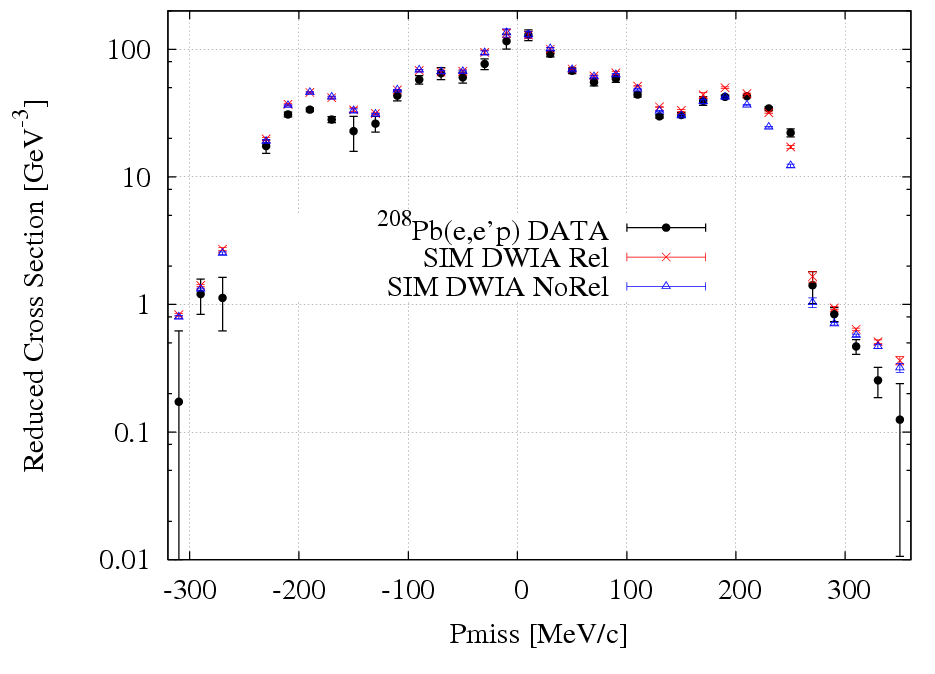 100
10
1
0.1
0.01
Reduced Cross Section [GeV-3]
208Pb(e,e'p) DATA
SIM DWIA Rel
SIM DWIA NoRel
-300 -200 -100 0 100 200 300
Pmiss [MeV/c]